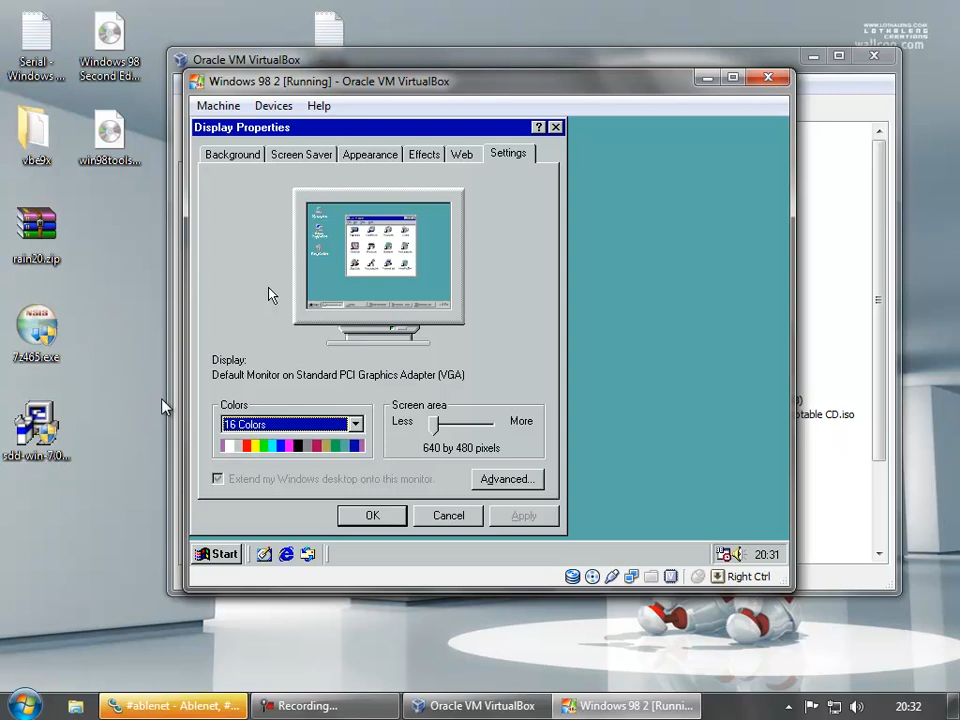 Serial -
Windows ...
Windows 98
Second Ed...
vbe9x
win98tools...
rain20.zip
7z465.exe
sdd-win-7.0...
LOTHALENG
CREATIONS
wallcoo.com
Oracle VM VirtualBox
Windows 98 2 [Running] - Oracle VM VirtualBox
Machine Devices Help
Display Properties
Background Screen Saver Appearance Effects Web Settings
Display:
Default Monitor on Standard PCI Graphics Adapter (VGA)
Colors
16 Colors
Screen area
Less More
640 by 480 pixels
Extend my Windows desktop onto this monitor.
Advanced...
OK Cancel Apply
otable CD.iso
Start
20:31
Right Ctrl
#ablenet - Ablenet, #...
Recording...
Oracle VM VirtualBox
Windows 98 2 [Runni...
20:32